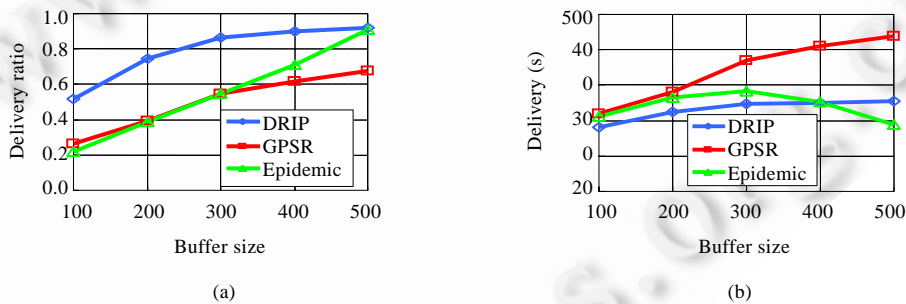 1.0
0.8
0.6
0.4
0.2
0.0
Delivery ratio
DRIP
GPSR
Epidemic
100 200 300 400 500
Buffer size
(a)
500
40
0
30
0
20
Delivery (s)
DRIP
GPSR
Epidemic
100 200 300 400 500
Buffer size
(b)